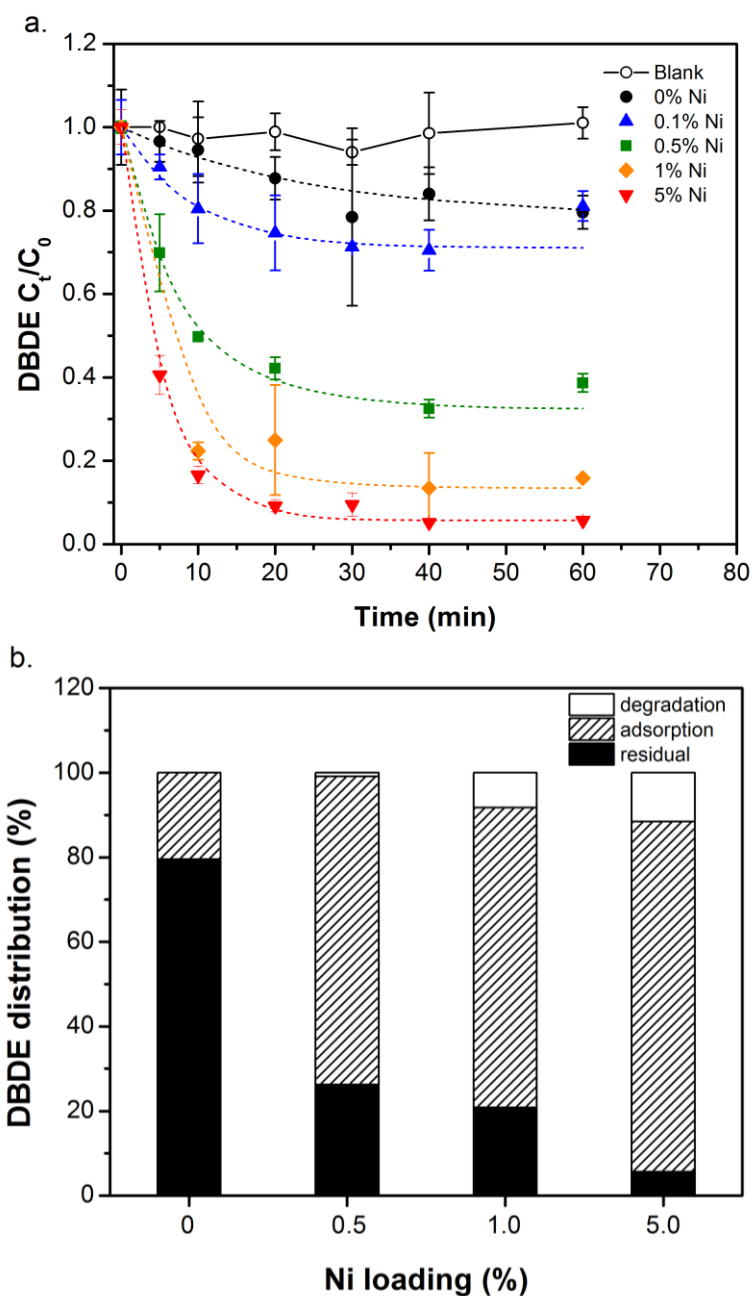 a.
DBDE Cₜ/C₀
1.2
1.0
0.8
0.6
0.4
0.2
0.0
Blank
0% Ni
0.1% Ni
0.5% Ni
1% Ni
5% Ni
0 10 20 30 40 50 60 70 80
Time (min)
b.
DBDE distribution (%)
120
100
80
60
40
20
0
degradation
adsorption
residual
0 0.5 1.0 5.0
Ni loading (%)